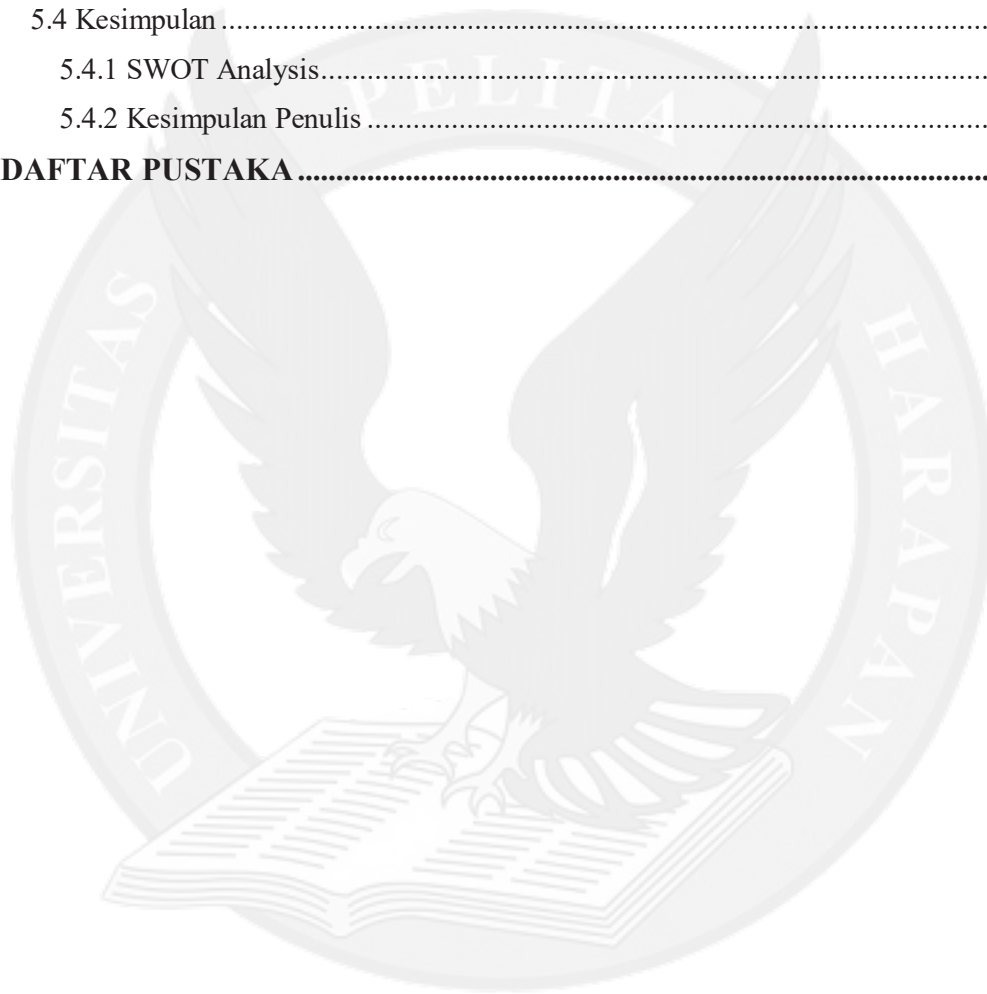 5.4 Kesimpulan ........................................................................................................
5.4.1 SWOT Analysis............................................................................................
5.4.2 Kesimpulan Penulis .....................................................................................
DAFTAR PUSTAKA..........................................................................................
UNIVERSITAS PELITA HARAPAN